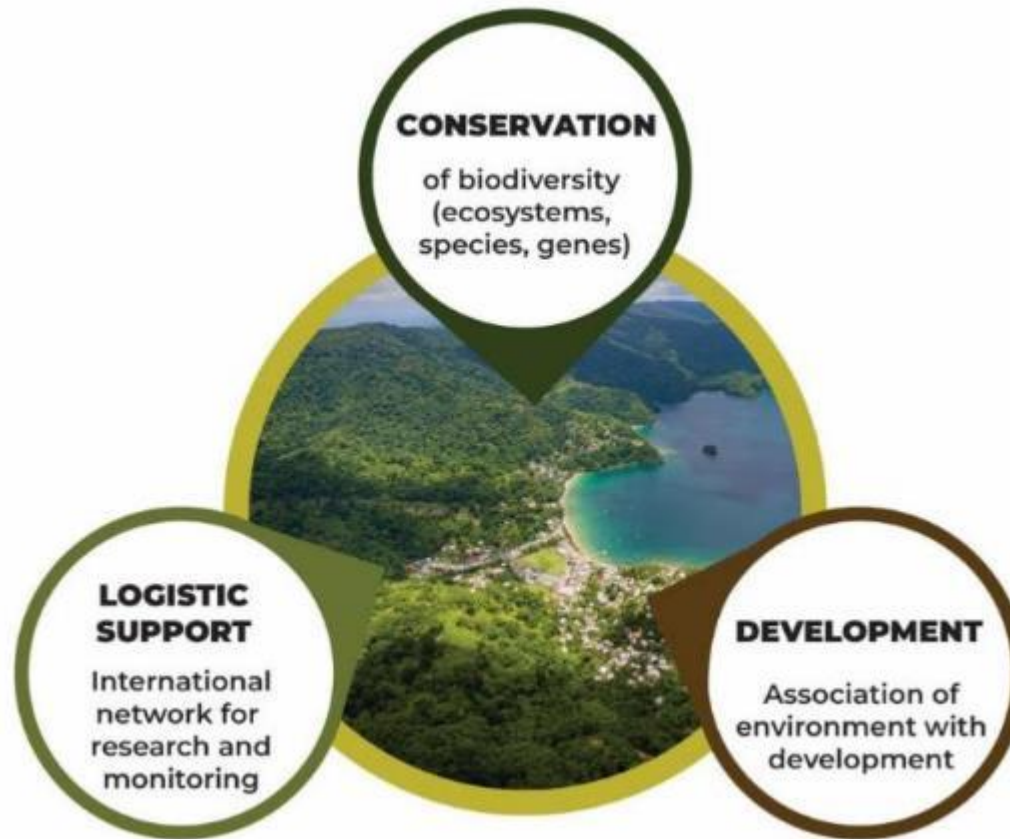 CONSERVATION
of biodiversity
(ecosystems,
species, genes)
LOGISTIC
SUPPORT
International
network for
research and
monitoring
DEVELOPMENT
Association of
environment with
development